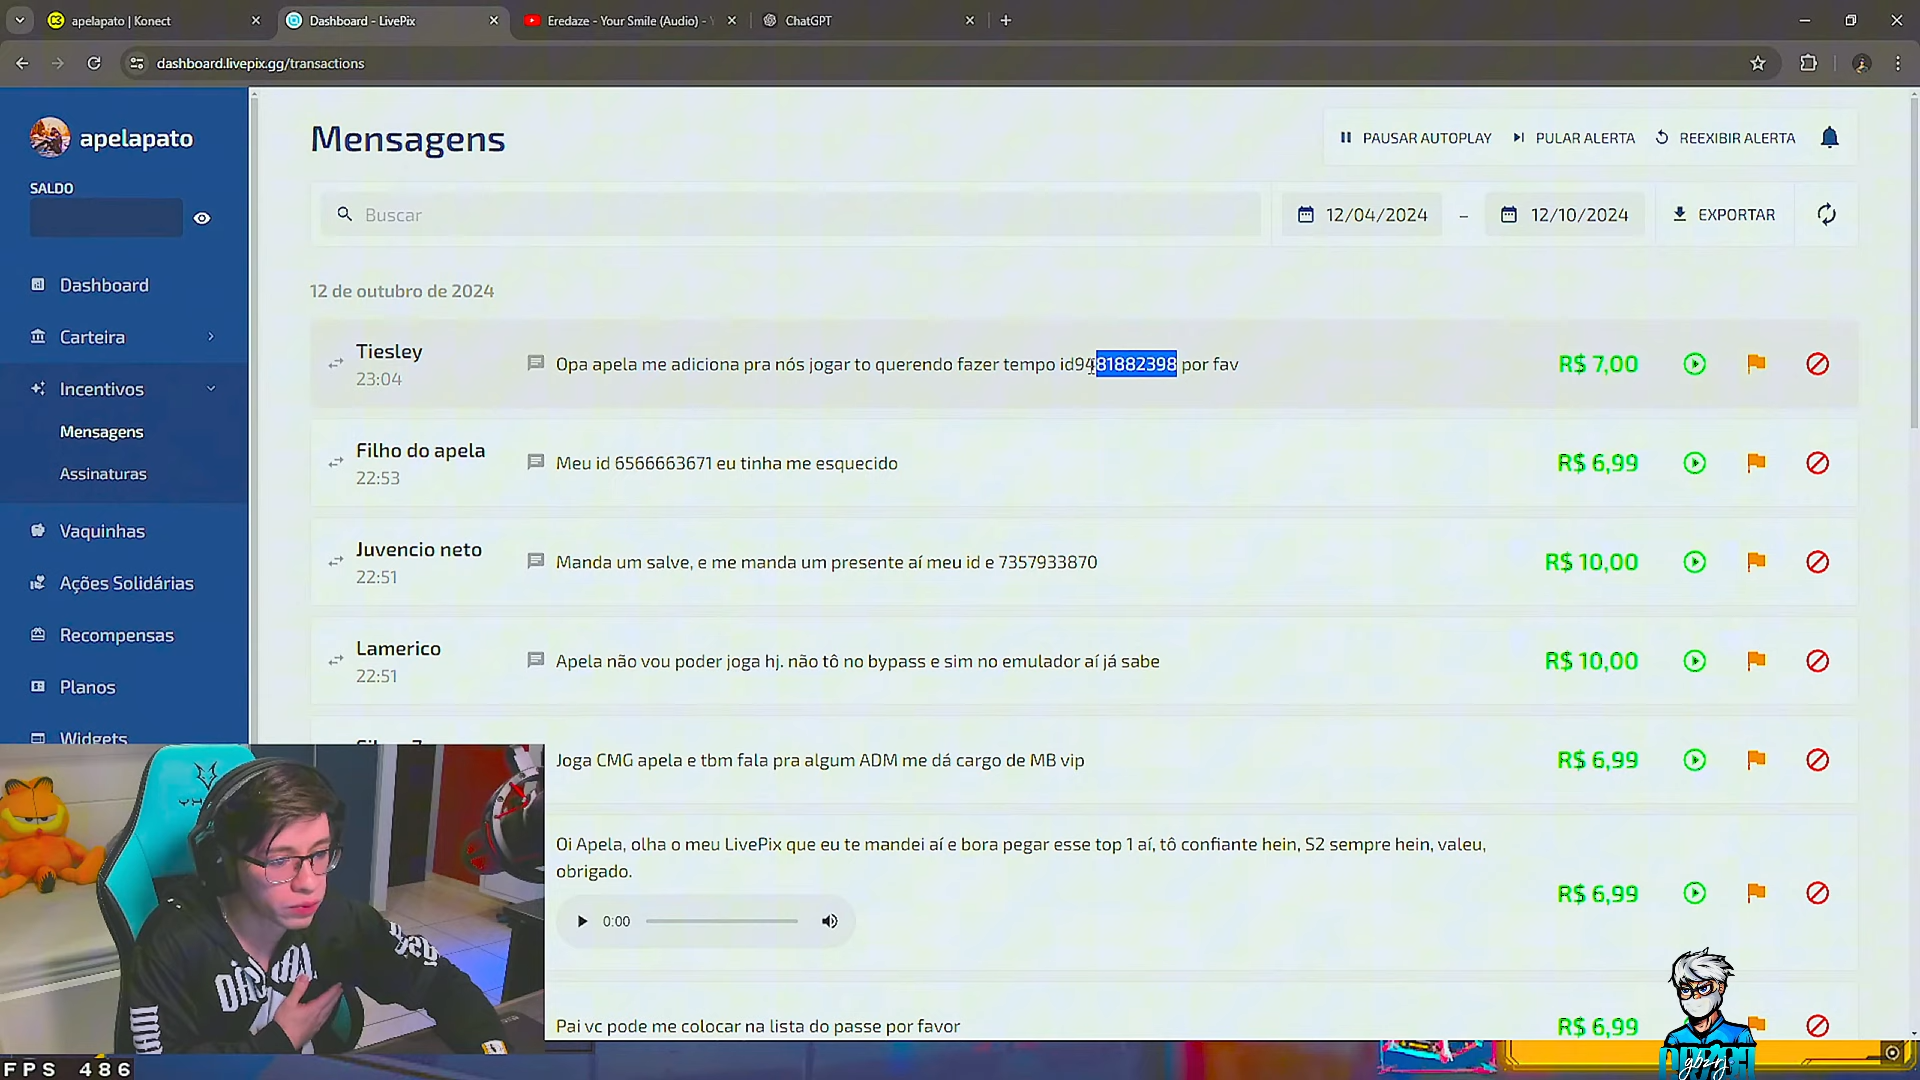 apelapato | Konect
Dashboard - LivePix
Eredaze - Your Smile (Audio) -
ChatGPT
dashboard.livepix.gg/transactions
apelapato
SALDO
Dashboard
Carteira
Incentivos
Mensagens
Assinaturas
Vaquinhas
Ações Solidárias
Recompensas
Planos
Widgets
Mensagens
PAUSAR AUTOPLAY
PULAR ALERTA
REEXIBIR ALERTA
Buscar
12/04/2024 – 12/10/2024
EXPORTAR
12 de outubro de 2024
Tiesley
23:04
Opa apela me adiciona pra nós jogar to querendo fazer tempo id9481882398 por fav
R$ 7,00
Filho do apela
22:53
Meu id 6566663671 eu tinha me esquecido
R$ 6,99
Juvencio neto
22:51
Manda um salve, e me manda um presente aí meu id e 7357933870
R$ 10,00
Lamerico
22:51
Apela não vou poder joga hj. não tô no bypass e sim no emulador aí já sabe
R$ 10,00
Joga CMG apela e tbm fala pra algum ADM me dá cargo de MB vip
R$ 6,99
Oi Apela, olha o meu LivePix que eu te mandei aí e bora pegar esse top 1 aí, tô confiante hein, S2 sempre hein, valeu,
obrigado.
0:00
R$ 6,99
Pai vc pode me colocar na lista do passe por favor
R$ 6,99
FPS 486